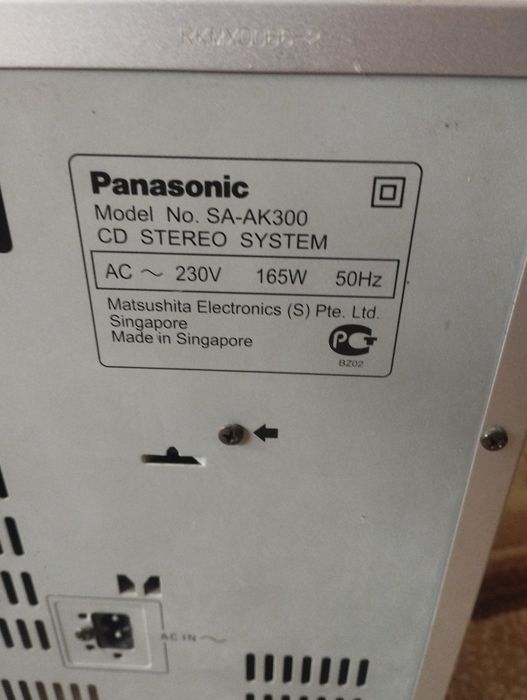 Panasonic
Model No. SA-AK300
CD STEREO SYSTEM
AC ~ 230V 165W 50Hz
Matsushita Electronics (S) Pte. Ltd.
Singapore
Made in Singapore
РСТ
BZ02
AC IN ~